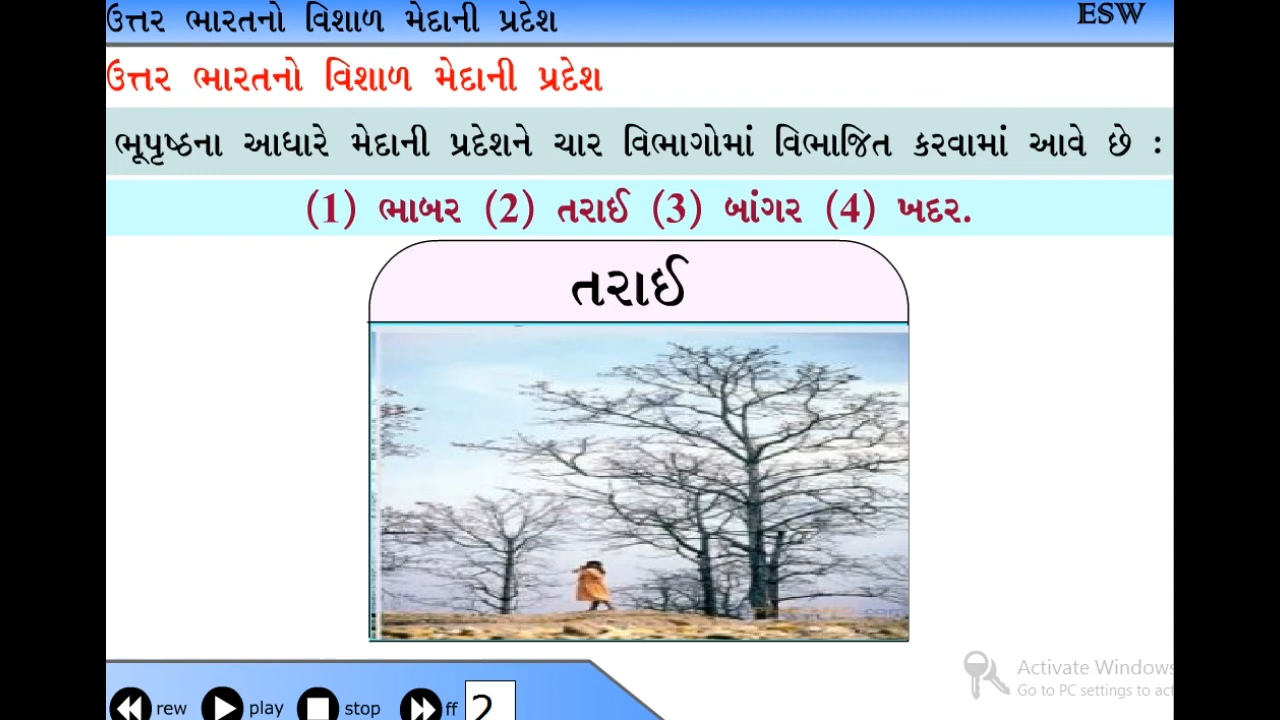 ઉત્તર ભારતનો વિશાળ મેદાની પ્રદેશ ESW
ઉત્તર ભારતનો વિશાળ મેદાની પ્રદેશ
ભૂપૃષ્ઠના આધારે મેદાની પ્રદેશને ચાર વિભાગોમાં વિભાજિત કરવામાં આવે છે :
(1) ભાબર (2) તરાઈ (3) બાંગર (4) ખદર.
તરાઈ
Activate Windows
Go to PC settings to act
rew play stop ff 2